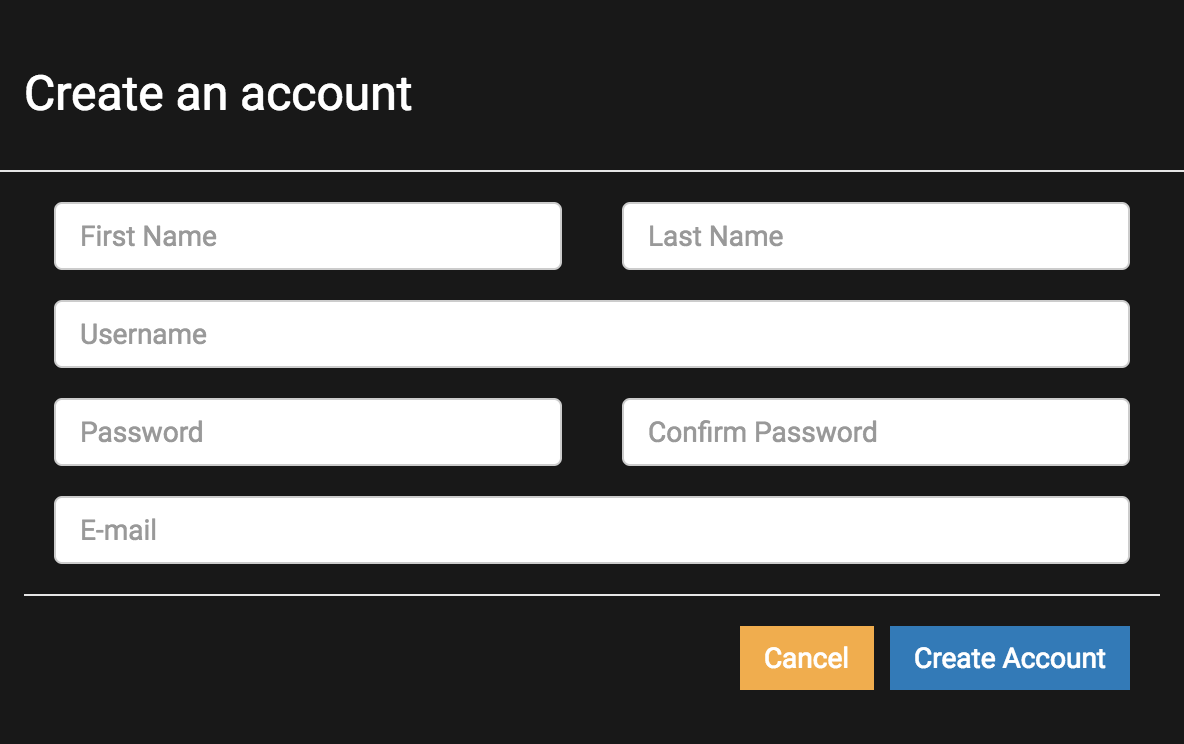 Create an account
First Name Last Name
Username
Password Confirm Password
E-mail
Cancel Create Account